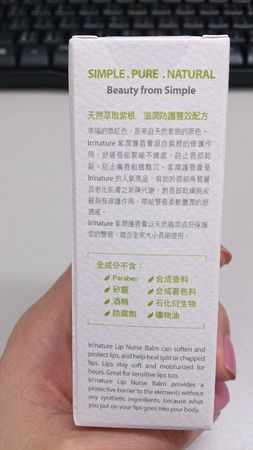 SIMPLE . PURE . NATURAL
Beauty from Simple
天然萃取紫根 滋潤防護雙效配方
幸福的微紅色，是來自天然紫根的原色。
In'nature 紫潤護唇膏源自紫根的修護作
用，舒緩唇部緊繃不適感、防止唇部乾
裂、防止嘴唇粗糙黯沉。紫潤護唇膏是
In'nature 的人氣商品，有助於唇部角質層
及老化肌膚之新陳代謝，對唇部乾燥脫皮
龜裂有修護作用，帶給雙唇柔軟豐潤的舒
適感。
In'nature 紫潤護唇膏以天然植萃成份保護
您的雙唇，適合全家大小長期使用。
全成分不含：
Paraben 合成香料
矽靈 合成著色料
酒精 石化衍生物
防腐劑 礦物油
In'nature Lip Nurse Balm can soften and
protect lips, and help heal split or chapped
lips. Lips stay soft and moisturized for
hours. Great for sensitive lips too.
In'nature Lip Nurse Balm provides a
protective barrier to the elements without
any synthetic ingredients, because what
you put on your lips goes into your body.